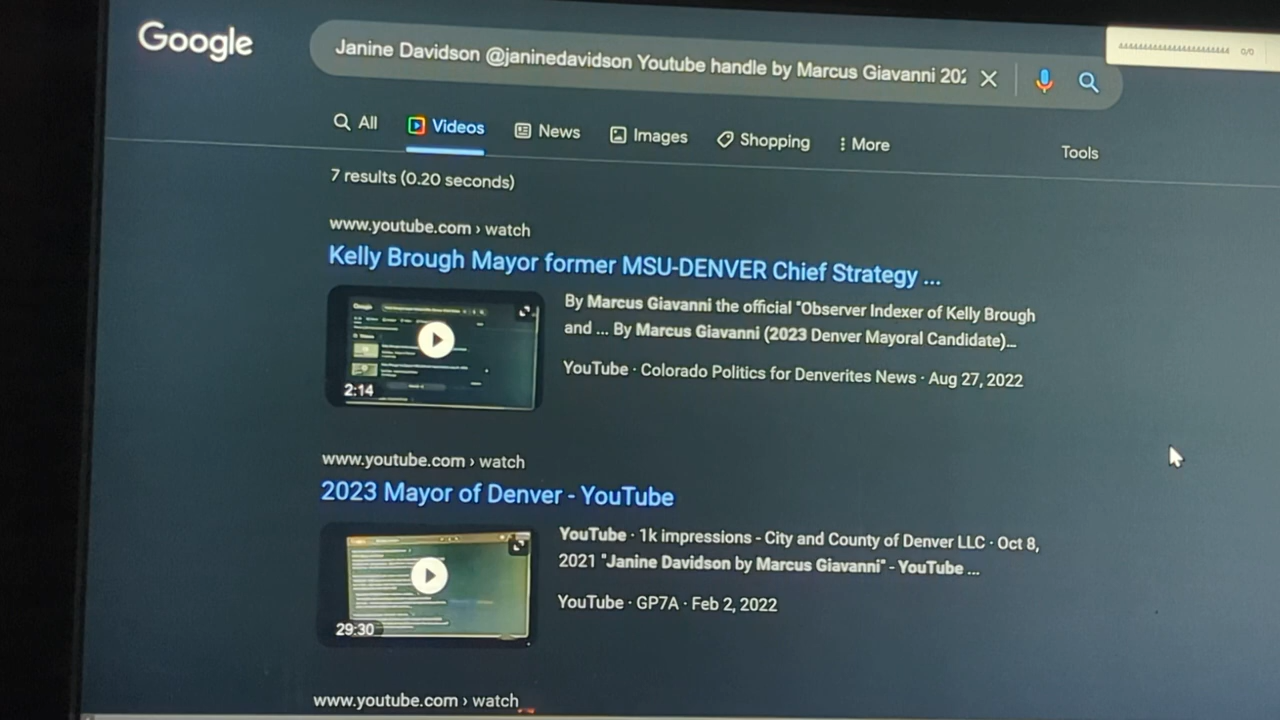 Google
Janine Davidson @janinedavidson Youtube handle by Marcus Giavanni 202
0/0
All Videos News Images Shopping More Tools
7 results (0.20 seconds)
www.youtube.com › watch
Kelly Brough Mayor former MSU-DENVER Chief Strategy ...
By Marcus Giavanni the official "Observer Indexer of Kelly Brough
and ... By Marcus Giavanni (2023 Denver Mayoral Candidate)...
YouTube · Colorado Politics for Denverites News · Aug 27, 2022
2:14
www.youtube.com › watch
2023 Mayor of Denver - YouTube
YouTube · 1k impressions - City and County of Denver LLC · Oct 8,
2021 "Janine Davidson by Marcus Giavanni" - YouTube ...
YouTube · GP7A · Feb 2, 2022
29:30
www.youtube.com › watch